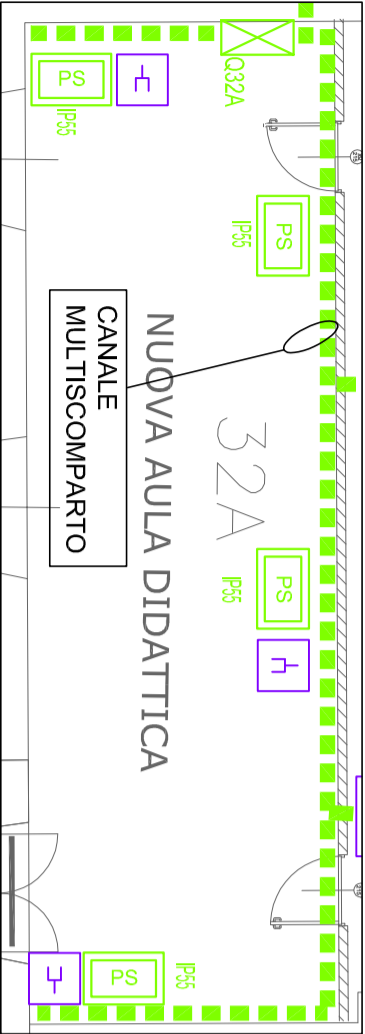 Q32A
PS
IP55
PS
IP55
CANALE
MULTISCOMPARTO
NUOVA AULA DIDATTICA
32A
PS
IP55
PS
IP55